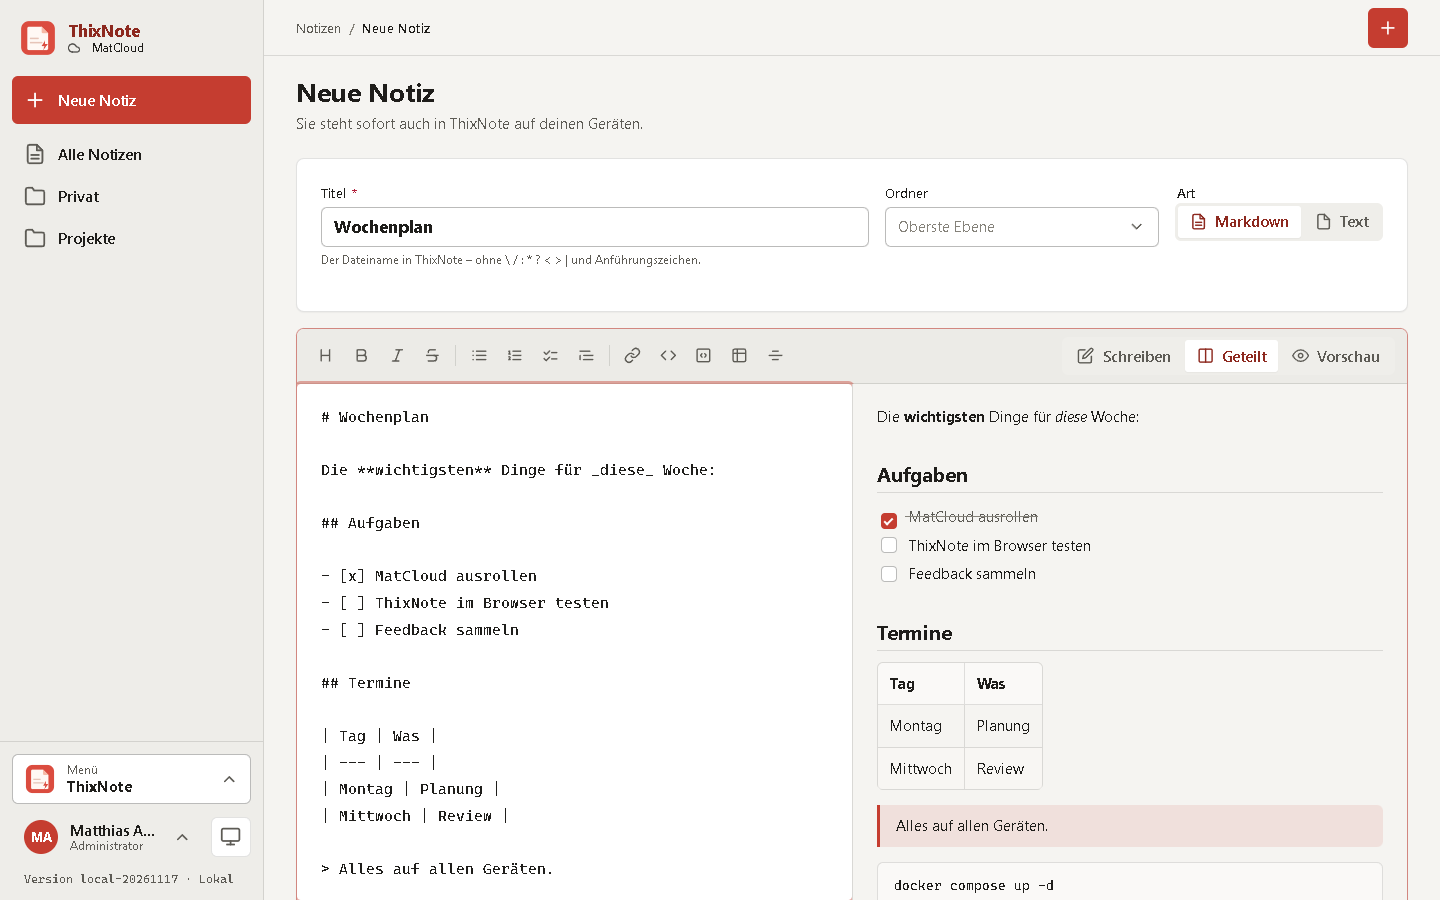 ThixNote
MatCloud
Neue Notiz
Alle Notizen
Privat
Projekte
Menü
ThixNote
MA
Matthias A...
Administrator
Version local-20261117 · Lokal
Notizen / Neue Notiz
Neue Notiz
Sie steht sofort auch in ThixNote auf deinen Geräten.
Titel *
Wochenplan
Der Dateiname in ThixNote – ohne \ / : * ? < > | und Anführungszeichen.
Ordner
Oberste Ebene
Art
Markdown
Text
Schreiben
Geteilt
Vorschau
# Wochenplan
Die **wichtigsten** Dinge für _diese_ Woche:
## Aufgaben
- [x] MatCloud ausrollen
- [ ] ThixNote im Browser testen
- [ ] Feedback sammeln
## Termine
| Tag | Was |
| --- | --- |
| Montag | Planung |
| Mittwoch | Review |
> Alles auf allen Geräten.
Die wichtigsten Dinge für diese Woche:
Aufgaben
MatCloud ausrollen
ThixNote im Browser testen
Feedback sammeln
Termine
Tag Was
Montag Planung
Mittwoch Review
Alles auf allen Geräten.
docker compose up -d